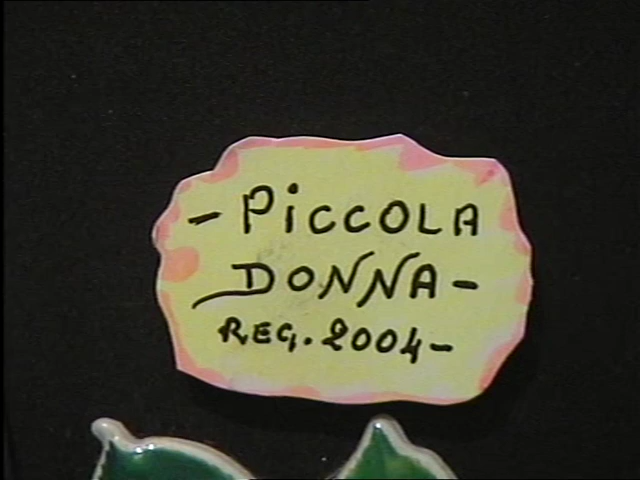 - PiCCOLA
DONNA -
REG. 2004 -